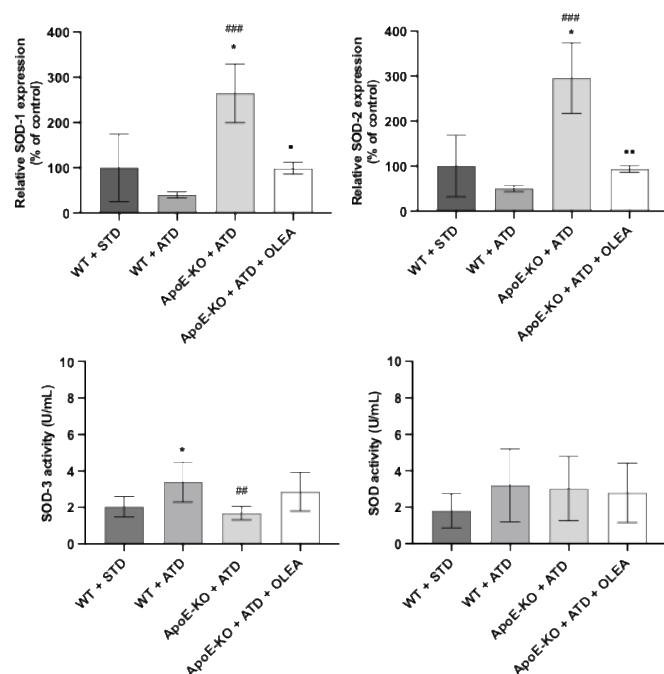 Relative SOD-1 expression
(% of control)
400
300
200
100
0
###
*
WT + STD
WT + ATD
ApoE-KO + ATD
ApoE-KO + ATD + OLEA
Relative SOD-2 expression
(% of control)
400
300
200
100
0
###
*
WT + STD
WT + ATD
ApoE-KO + ATD
ApoE-KO + ATD + OLEA
SOD-3 activity (U/mL)
10
8
6
4
2
0
*
##
WT + STD
WT + ATD
ApoE-KO + ATD
ApoE-KO + ATD + OLEA
SOD activity (U/mL)
10
8
6
4
2
0
WT + STD
WT + ATD
ApoE-KO + ATD
ApoE-KO + ATD + OLEA